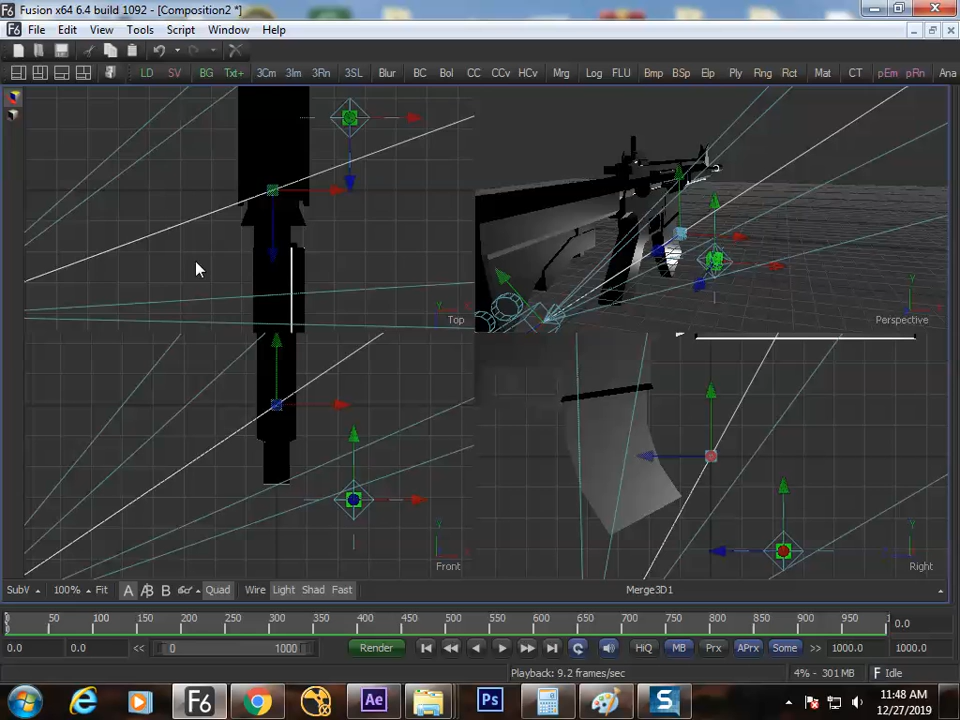 Fusion x64 6.4 build 1092 - [Composition2 *]
File Edit View Tools Script Window Help
LD SV BG Txt+ 3Cm 3Im 3Rn 3SL Blur BC Bol CC CCv HCv Mrg Log FLU Bmp BSp Elp Ply Rng Rct Mat CT pEm pRn Ana
Y
X
Top
Y
Perspective
Y
Front
Y
Right
SubV 100% Fit A B Quad Wire Light Shad Fast Merge3D1
0 50 100 150 200 250 300 350 400 450 500 550 600 650 700 750 800 850 900 950 0.0
0.0 0.0 << 0 1000 Render HiQ MB Prx APrx Some >> 1000.0 1000.0
Playback: 9.2 frames/sec 4% - 301 MB Idle
F6 Ae Ps S 11:48 AM
12/27/2019